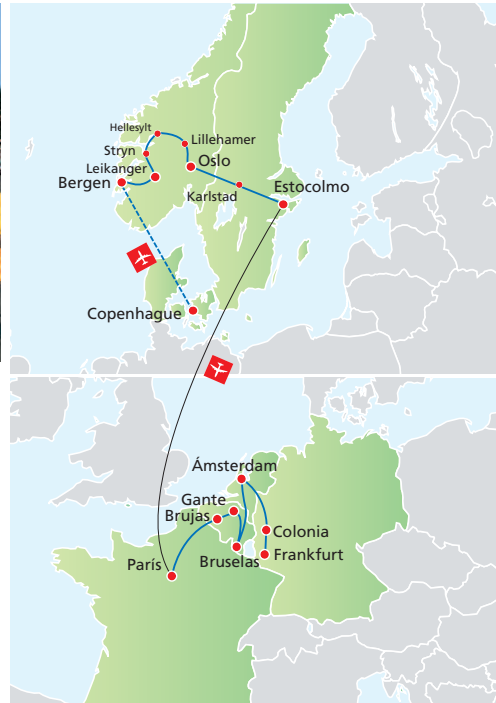 Hellesylt
Lillehamer
Stryn
Oslo
Leikanger
Bergen
Estocolmo
Karlstad
Copenhague
Ámsterdam
Gante
Brujas
Colonia
París
Bruselas
Frankfurt